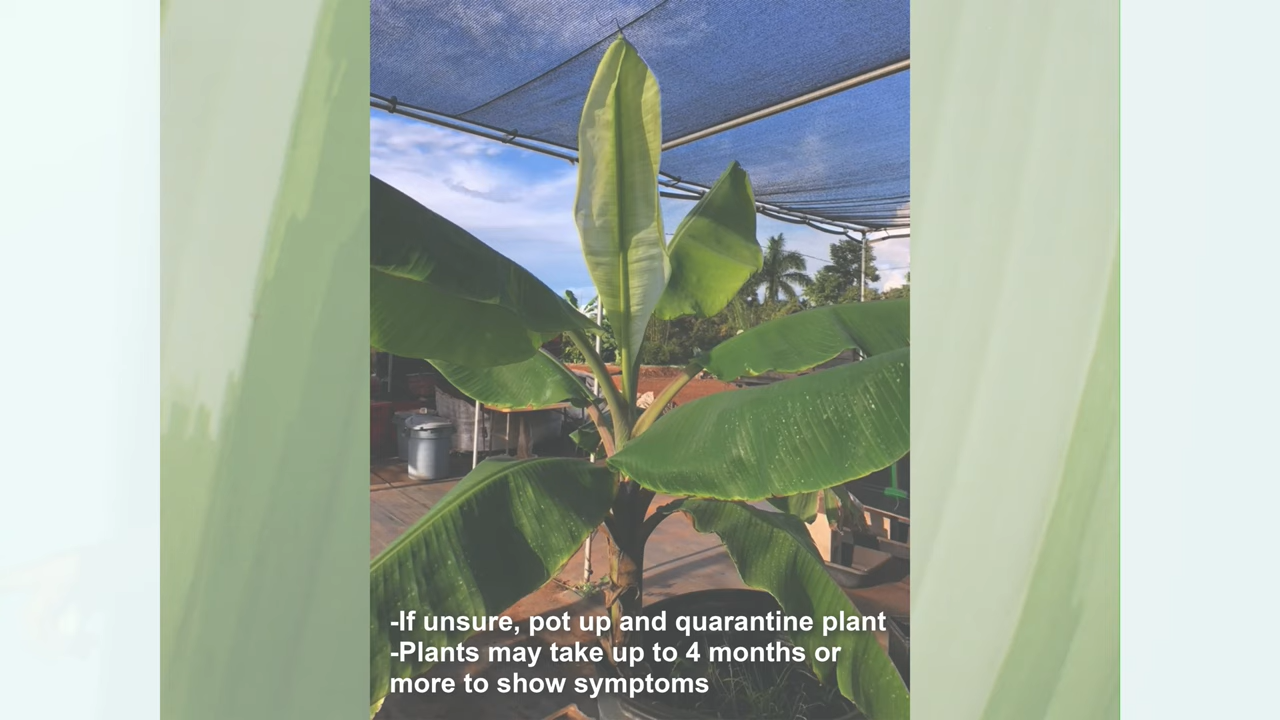 -If unsure, pot up and quarantine plant
-Plants may take up to 4 months or
more to show symptoms